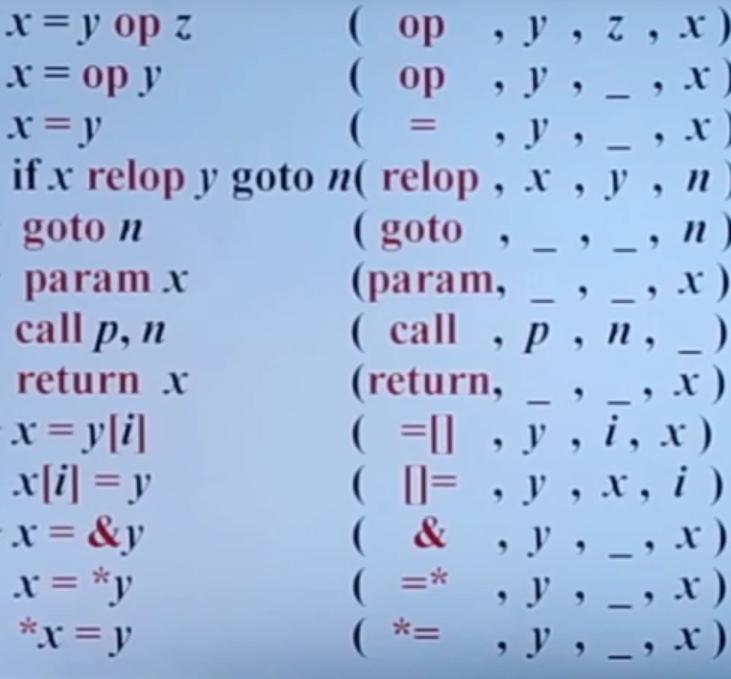 x = y op z ( op , y , z , x )
x = op y ( op , y , _ , x )
x = y ( = , y , _ , x )
if x relop y goto n ( relop , x , y , n )
goto n ( goto , _ , _ , n )
param x (param, _ , _ , x )
call p, n ( call , p , n , _ )
return x (return, _ , _ , x )
x = y[i] ( =[] , y , i , x )
x[i] = y ( []= , y , x , i )
x = &y ( & , y , _ , x )
x = *y ( =* , y , _ , x )
*x = y ( *= , y , _ , x )